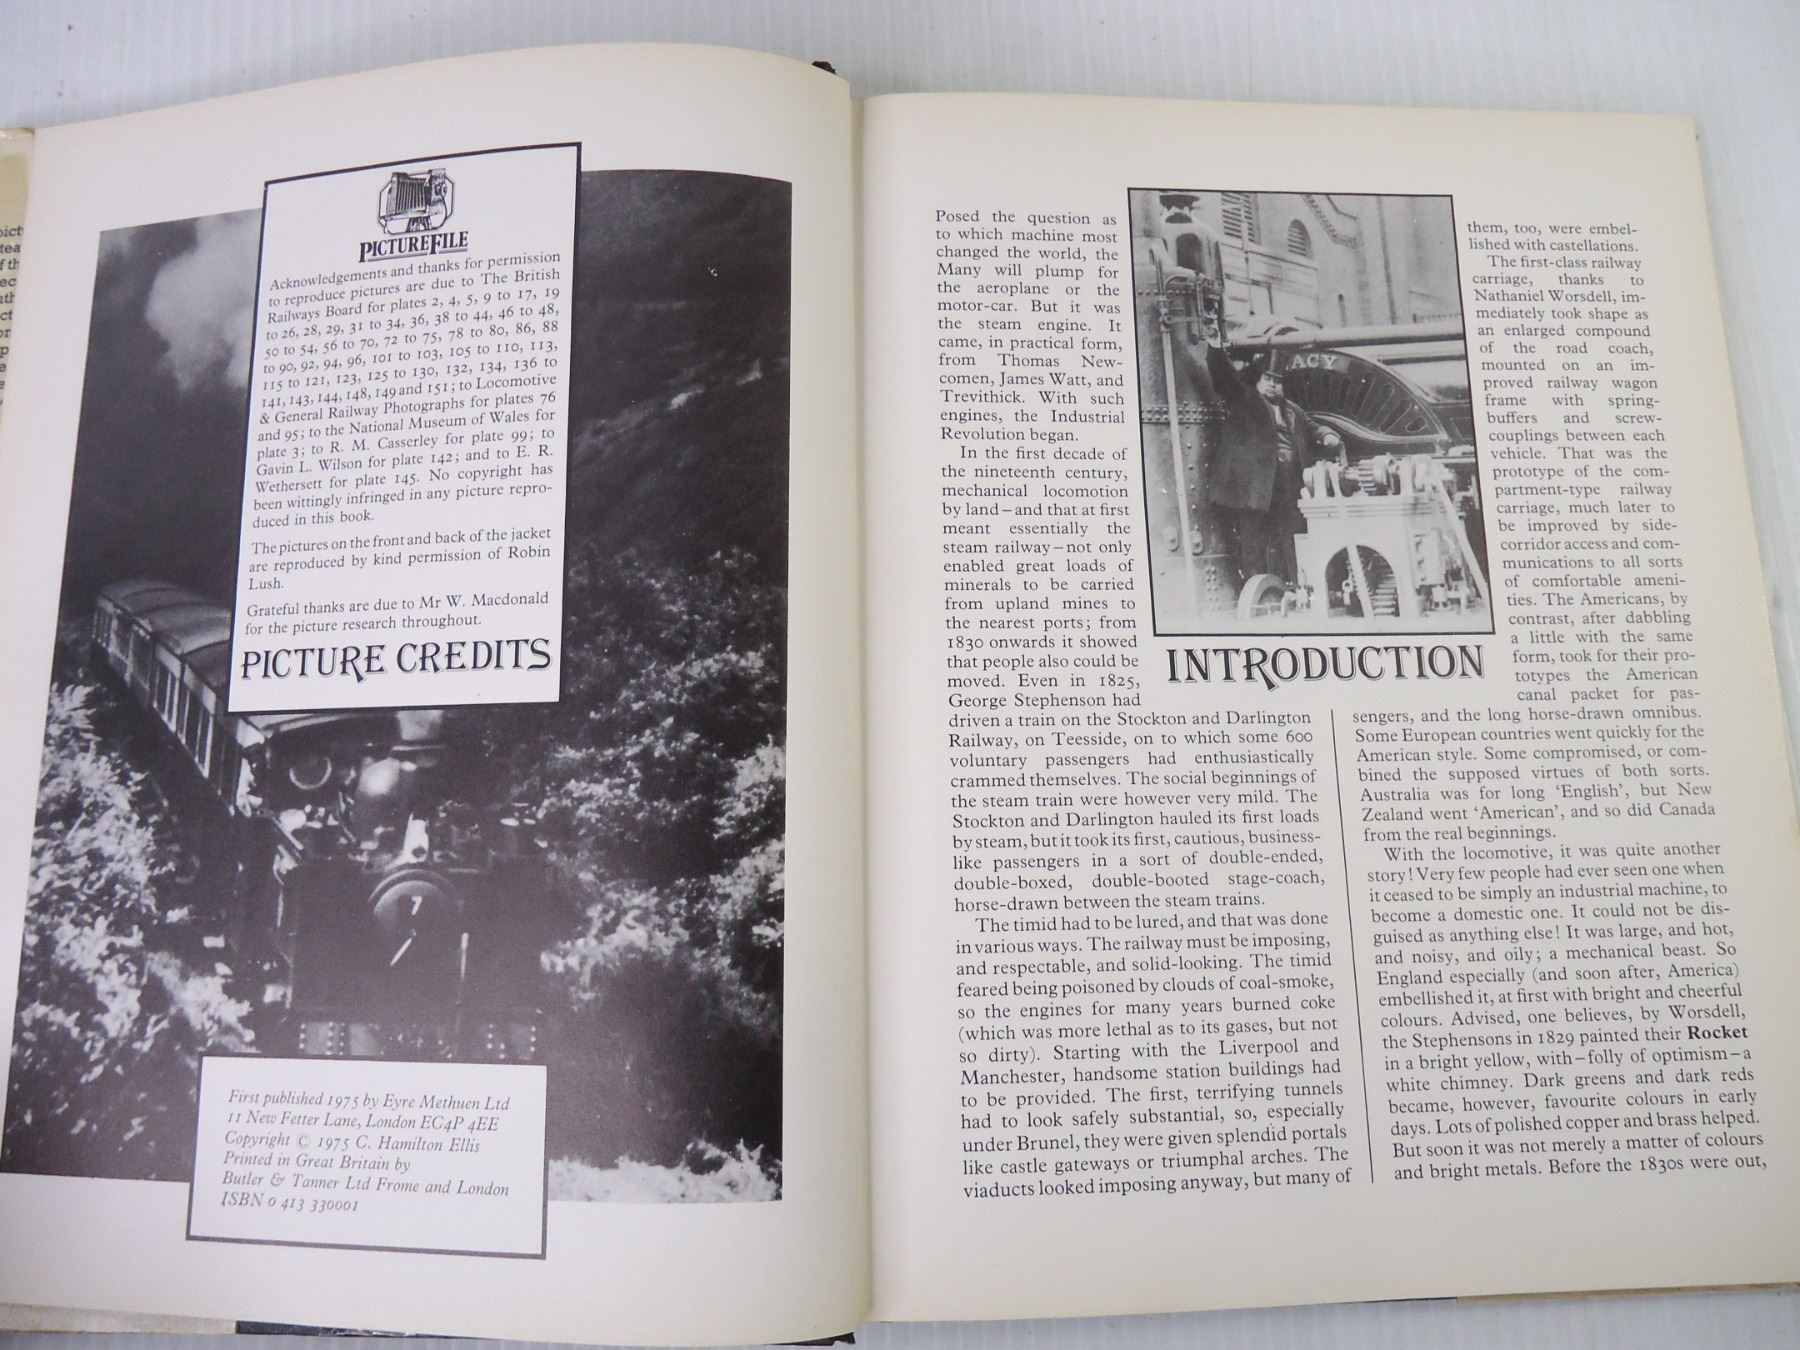 PICTUREFILE
Acknowledgements and thanks for permission
to reproduce pictures are due to The British
Railways Board for plates 2, 4, 5, 9 to 17, 19
to 26, 28, 29, 31 to 34, 36, 38 to 44, 46 to 48,
50 to 54, 56 to 70, 72 to 75, 78 to 80, 86, 88
to 90, 92, 94, 96, 101 to 103, 105 to 110, 113,
115 to 121, 123, 125 to 130, 132, 134, 136 to
141, 143, 144, 148, 149 and 151; to Locomotive
& General Railway Photographs for plates 76
and 95; to the National Museum of Wales for
plate 3; to R. M. Casserley for plate 99; to
Gavin L. Wilson for plate 142; and to E. R.
Wethersett for plate 145. No copyright has
been wittingly infringed in any picture repro-
duced in this book.
The pictures on the front and back of the jacket
are reproduced by kind permission of Robin
Lush.
Grateful thanks are due to Mr W. Macdonald
for the picture research throughout.
PICTURE CREDITS
7
First published 1975 by Eyre Methuen Ltd
11 New Fetter Lane, London EC4P 4EE
Copyright © 1975 C. Hamilton Ellis
Printed in Great Britain by
Butler & Tanner Ltd Frome and London
ISBN 0 413 330001
ACY
INTRODUCTION
Posed the question as
to which machine most
changed the world, the
Many will plump for
the aeroplane or the
motor-car. But it was
the steam engine. It
came, in practical form,
from Thomas New-
comen, James Watt, and
Trevithick. With such
engines, the Industrial
Revolution began.
In the first decade of
the nineteenth century,
mechanical locomotion
by land – and that at first
meant essentially the
steam railway – not only
enabled great loads of
minerals to be carried
from upland mines to
the nearest ports; from
1830 onwards it showed
that people also could be
moved. Even in 1825,
George Stephenson had
driven a train on the Stockton and Darlington
Railway, on Teesside, on to which some 600
voluntary passengers had enthusiastically
crammed themselves. The social beginnings of
the steam train were however very mild. The
Stockton and Darlington hauled its first loads
by steam, but it took its first, cautious, business-
like passengers in a sort of double-ended,
double-boxed, double-booted stage-coach,
horse-drawn between the steam trains.
The timid had to be lured, and that was done
in various ways. The railway must be imposing,
and respectable, and solid-looking. The timid
feared being poisoned by clouds of coal-smoke,
so the engines for many years burned coke
(which was more lethal as to its gases, but not
so dirty). Starting with the Liverpool and
Manchester, handsome station buildings had
to be provided. The first, terrifying tunnels
had to look safely substantial, so, especially
under Brunel, they were given splendid portals
like castle gateways or triumphal arches. The
viaducts looked imposing anyway, but many of
them, too, were embel-
lished with castellations.
The first-class railway
carriage, thanks to
Nathaniel Worsdell, im-
mediately took shape as
an enlarged compound
of the road coach,
mounted on an im-
proved railway wagon
frame with spring-
buffers and screw-
couplings between each
vehicle. That was the
prototype of the com-
partment-type railway
carriage, much later to
be improved by side-
corridor access and com-
munications to all sorts
of comfortable ameni-
ties. The Americans, by
contrast, after dabbling
a little with the same
form, took for their pro-
totypes the American
canal packet for pas-
sengers, and the long horse-drawn omnibus.
Some European countries went quickly for the
American style. Some compromised, or com-
bined the supposed virtues of both sorts.
Australia was for long ‘English’, but New
Zealand went ‘American’, and so did Canada
from the real beginnings.
With the locomotive, it was quite another
story! Very few people had ever seen one when
it ceased to be simply an industrial machine, to
become a domestic one. It could not be dis-
guised as anything else! It was large, and hot,
and noisy, and oily; a mechanical beast. So
England especially (and soon after, America)
embellished it, at first with bright and cheerful
colours. Advised, one believes, by Worsdell,
the Stephensons in 1829 painted their Rocket
in a bright yellow, with – folly of optimism – a
white chimney. Dark greens and dark reds
became, however, favourite colours in early
days. Lots of polished copper and brass helped.
But soon it was not merely a matter of colours
and bright metals. Before the 1830s were out,